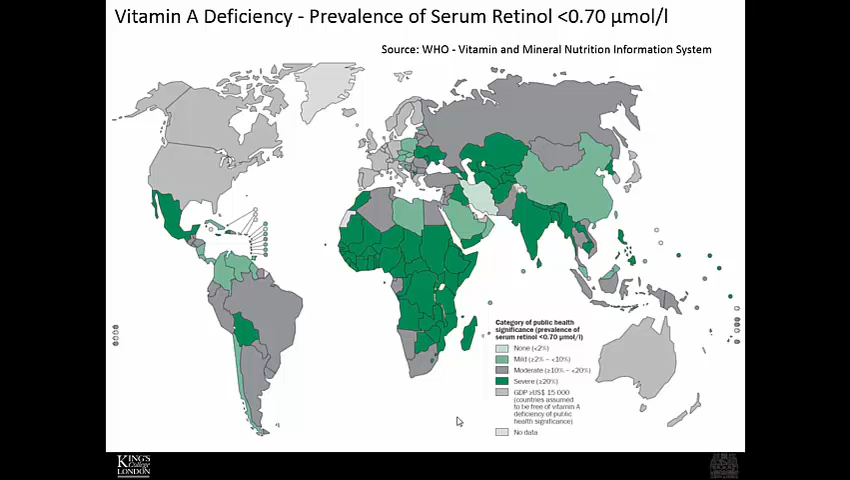 Vitamin A Deficiency - Prevalence of Serum Retinol <0.70 µmol/l
Source: WHO - Vitamin and Mineral Nutrition Information System
Category of public health
significance (prevalence of
serum retinol <0.70 µmol/l)
None (<2%)
Mild (≥2% – <10%)
Moderate (≥10% – <20%)
Severe (≥20%)
GDP ≥US$ 15 000
(countries assumed
to be free of vitamin A
deficiency of public
health significance)
No data
KING'S
College
LONDON